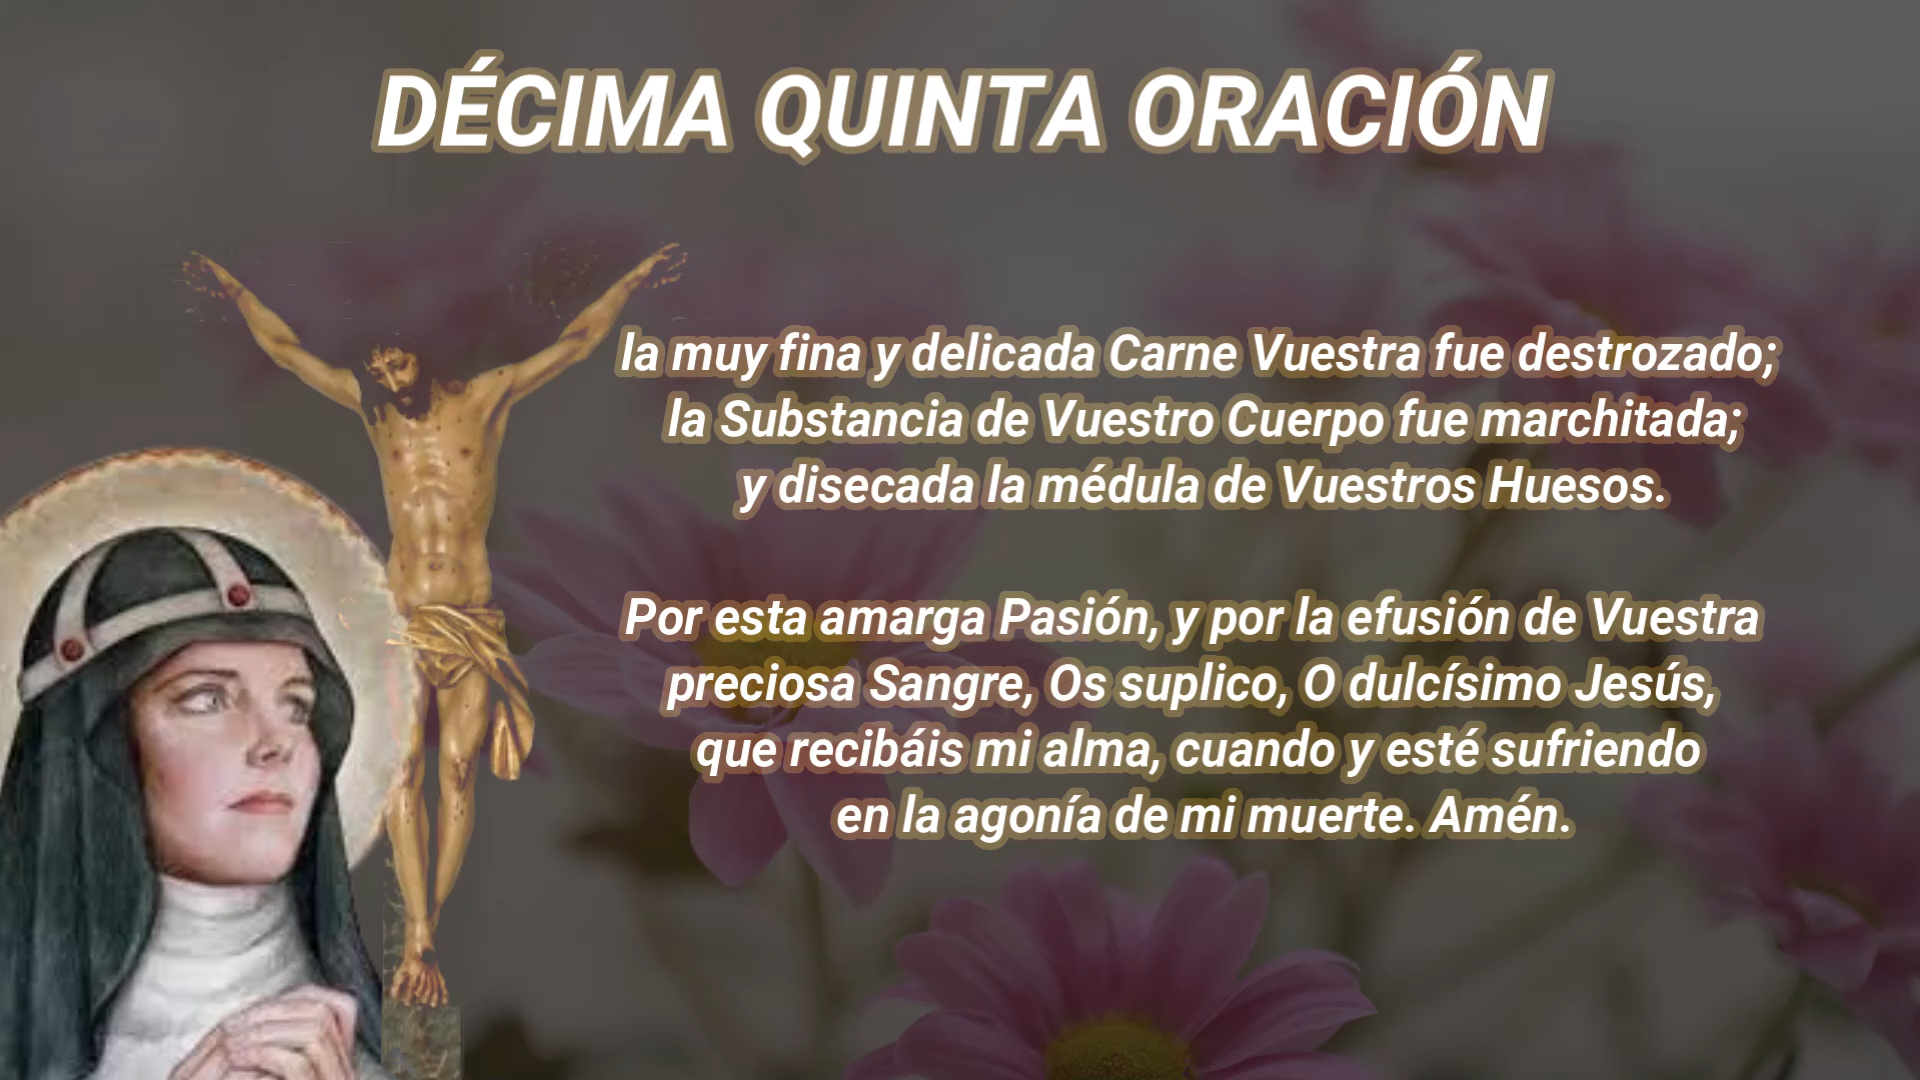 DÉCIMA QUINTA ORACIÓN
la muy fina y delicada Carne Vuestra fue destrozado;
la Substancia de Vuestro Cuerpo fue marchitada;
y disecada la médula de Vuestros Huesos.
Por esta amarga Pasión, y por la efusión de Vuestra
preciosa Sangre, Os suplico, O dulcísimo Jesús,
que recibáis mi alma, cuando y esté sufriendo
en la agonía de mi muerte. Amén.